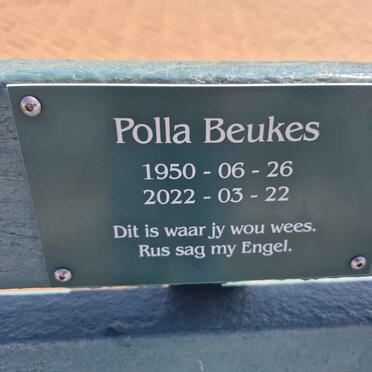 Polla Beukes
1950 - 06 - 26
2022 - 03 - 22
Dit is waar jy wou wees.
Rus sag my Engel.